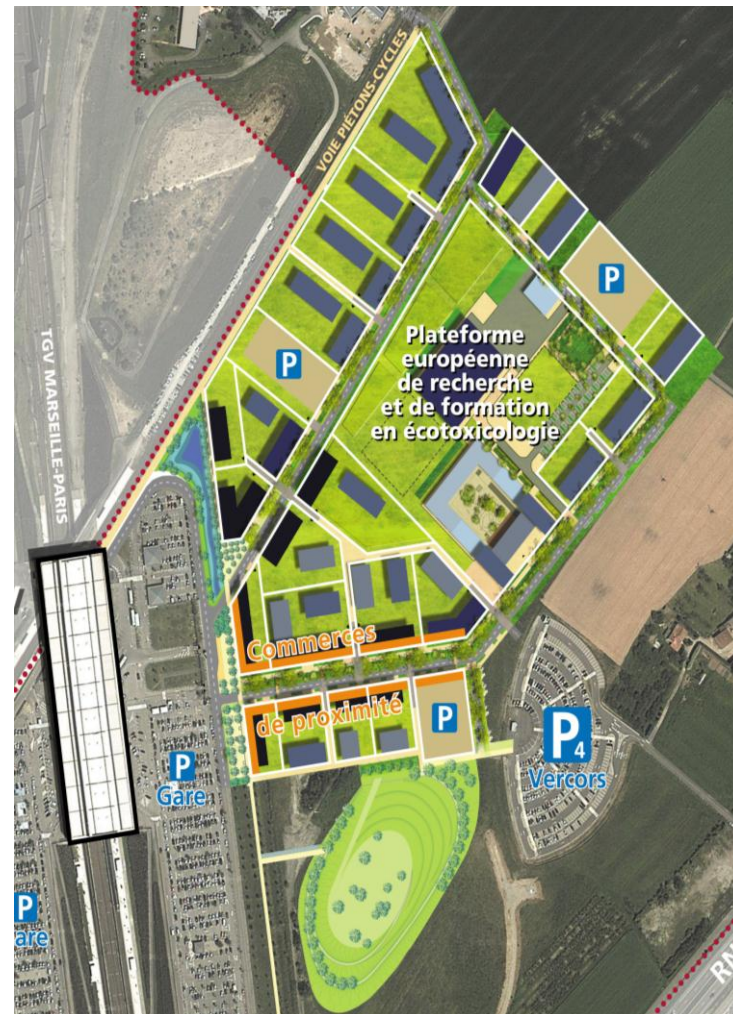 VOIE PIÉTONS-CYCLES
P
TGV MARSEILLE-PARIS
Plateforme
européenne
de recherche
et de formation
en écotoxicologie
P
Commerces
de proximité
P
P
Gare
P4
Vercors
P
are
RN